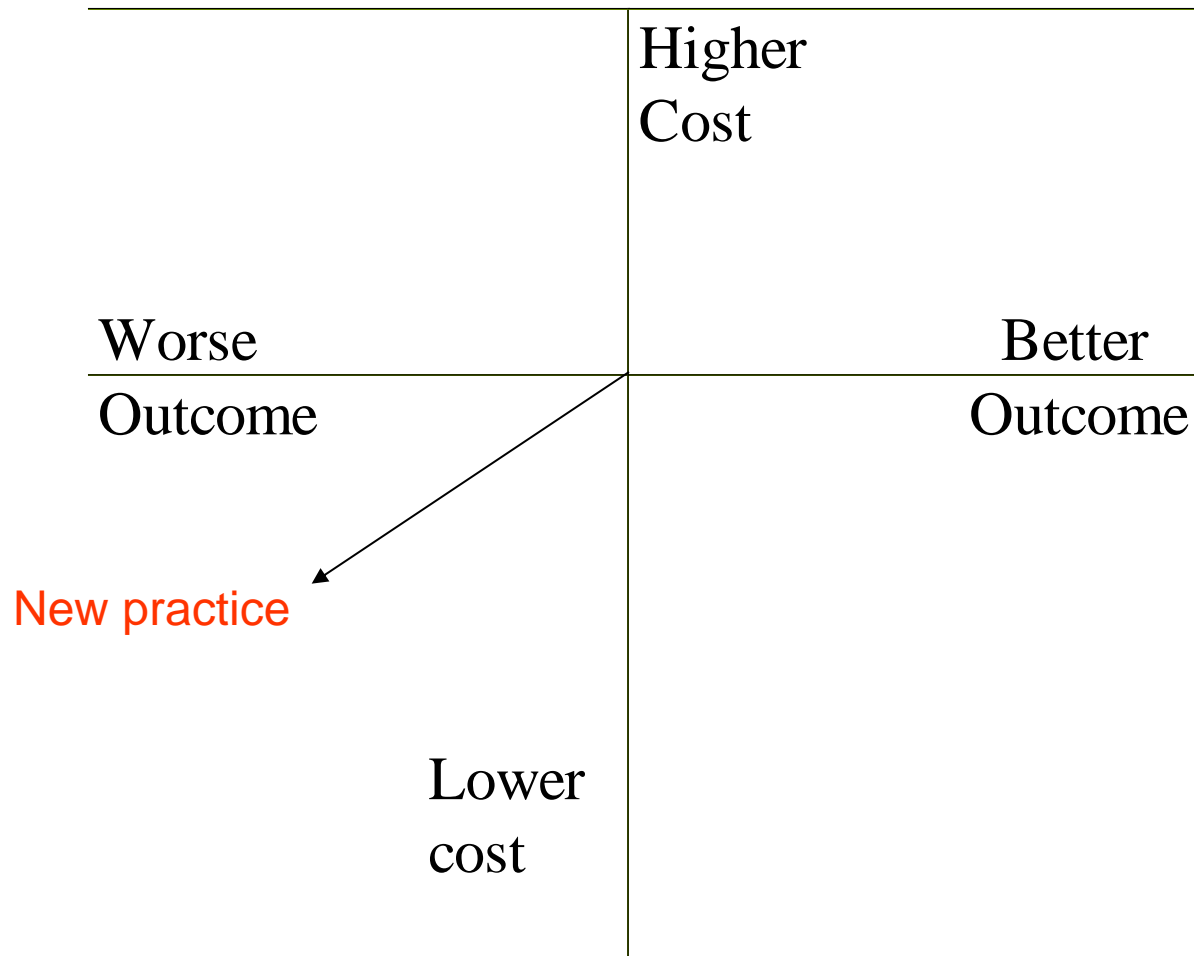 Higher
Cost
Worse
Outcome
Better
Outcome
New practice
Lower
cost